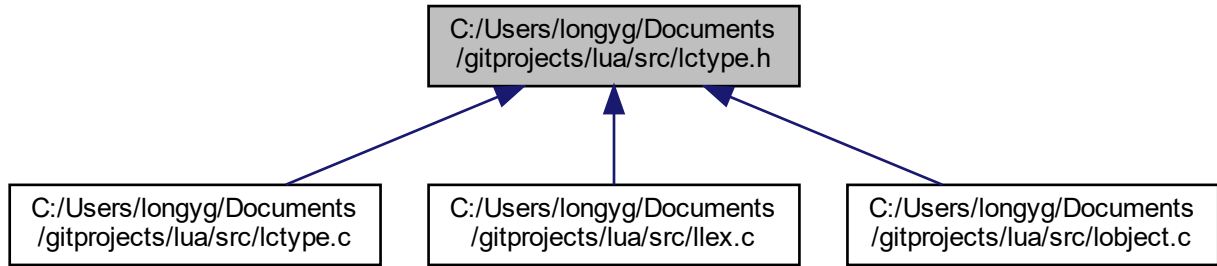 C:/Users/longyg/Documents
/gitprojects/lua/src/lctype.h
C:/Users/longyg/Documents
/gitprojects/lua/src/lctype.c
C:/Users/longyg/Documents
/gitprojects/lua/src/llex.c
C:/Users/longyg/Documents
/gitprojects/lua/src/lobject.c